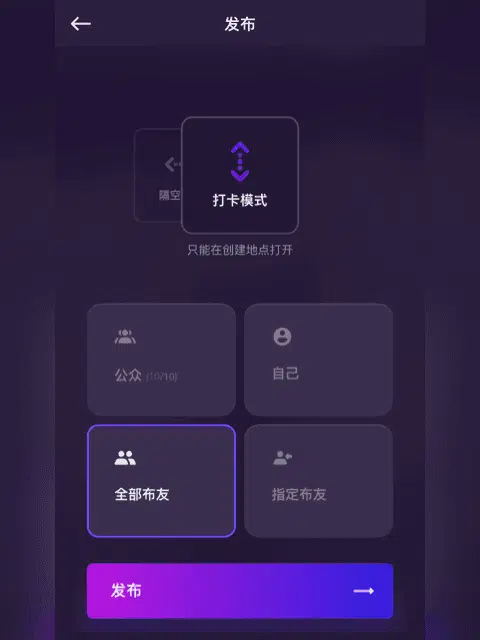 发布
隔空
打卡模式
只能在创建地点打开
公众 (10/10)
自己
全部布友
指定布友
发布